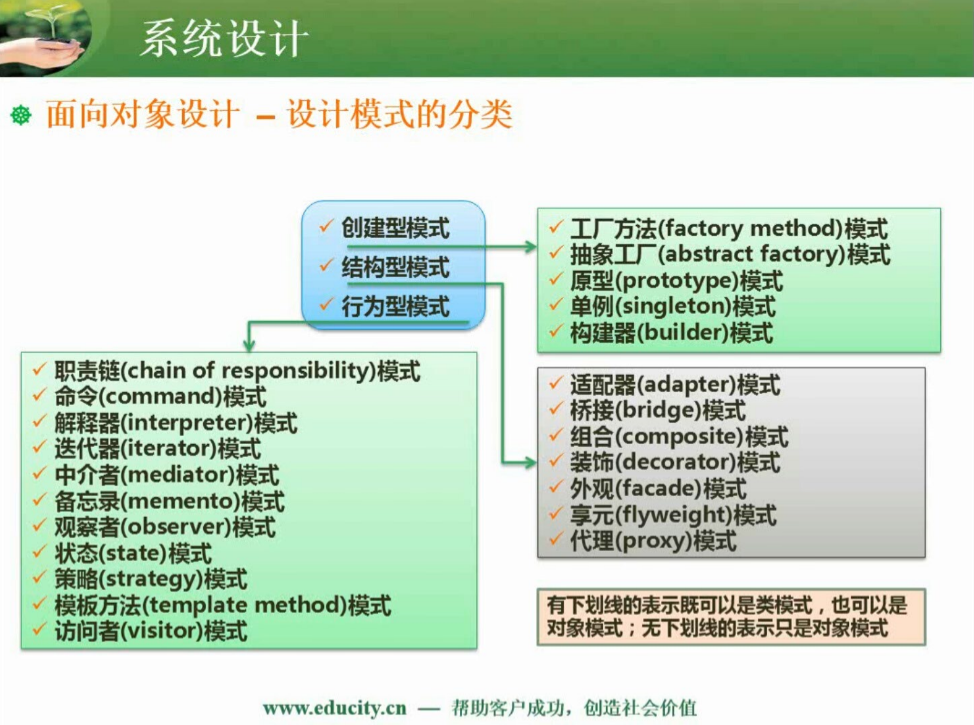 系统设计
面向对象设计 – 设计模式的分类
创建型模式
结构型模式
行为型模式
工厂方法(factory method)模式
抽象工厂(abstract factory)模式
原型(prototype)模式
单例(singleton)模式
构建器(builder)模式
职责链(chain of responsibility)模式
命令(command)模式
解释器(interpreter)模式
迭代器(iterator)模式
中介者(mediator)模式
备忘录(memento)模式
观察者(observer)模式
状态(state)模式
策略(strategy)模式
模板方法(template method)模式
访问者(visitor)模式
适配器(adapter)模式
桥接(bridge)模式
组合(composite)模式
装饰(decorator)模式
外观(facade)模式
享元(flyweight)模式
代理(proxy)模式
有下划线的表示既可以是类模式，也可以是
对象模式；无下划线的表示只是对象模式
www.educity.cn — 帮助客户成功，创造社会价值